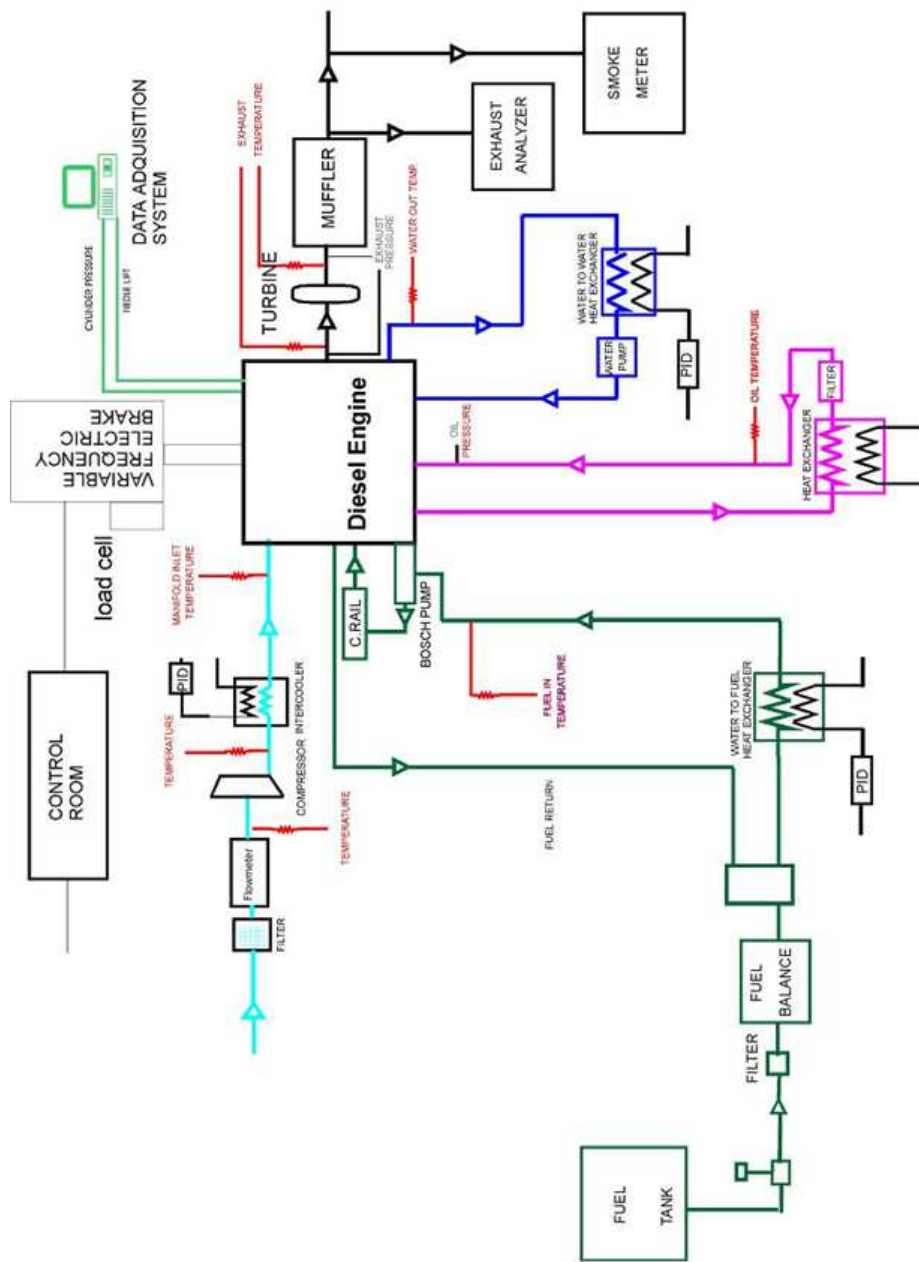 CONTROL
ROOM
VARIABLE
FREQUENCY
ELECTRIC
BRAKE
load cell
CYLINDER PRESSURE
NEDLE LIFT
DATA ADQUISITION
SYSTEM
FILTER
Flowmeter
TEMPERATURE
COMPRESSOR
TEMPERATURE
INTERCOOLER
PID
MANIFOLD INLET
TEMPERATURE
Diesel Engine
TURBINE
EXHAUST
TEMPERATURE
EXHAUST
PRESSURE
MUFFLER
EXHAUST
ANALYZER
SMOKE
METER
WATER OUT TEMP.
WATER TO WATER
HEAT EXCHANGER
WATER
PUMP
PID
OIL
PRESSURE
OIL TEMPERATURE
FILTER
HEAT EXCHANGER
C.RAIL
BOSCH PUMP
FUEL IN
TEMPERATURE
FUEL RETURN
WATER TO FUEL
HEAT EXCHANGER
PID
FUEL
BALANCE
FILTER
FUEL
TANK